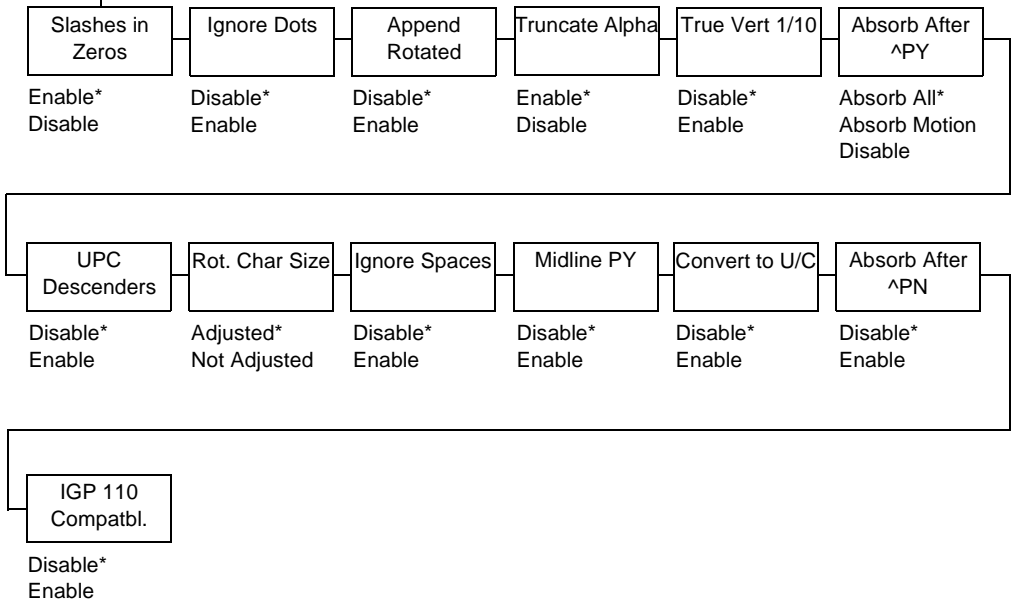 Slashes in
Zeros
Enable*
Disable
Ignore Dots
Disable*
Enable
Append
Rotated
Disable*
Enable
Truncate Alpha
Enable*
Disable
True Vert 1/10
Disable*
Enable
Absorb After
^PY
Absorb All*
Absorb Motion
Disable
UPC
Descenders
Disable*
Enable
Rot. Char Size
Adjusted*
Not Adjusted
Ignore Spaces
Disable*
Enable
Midline PY
Disable*
Enable
Convert to U/C
Disable*
Enable
Absorb After
^PN
Disable*
Enable
IGP 110
Compatbl.
Disable*
Enable